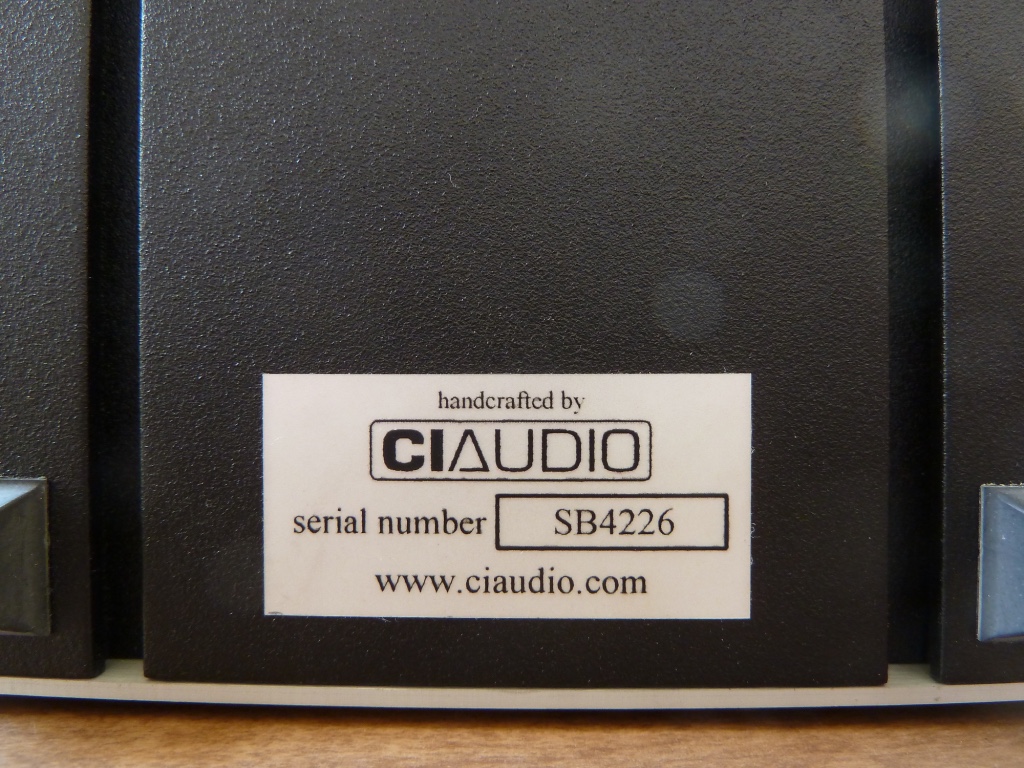 handcrafted by
CIAUDIO
serial number SB4226
www.ciaudio.com